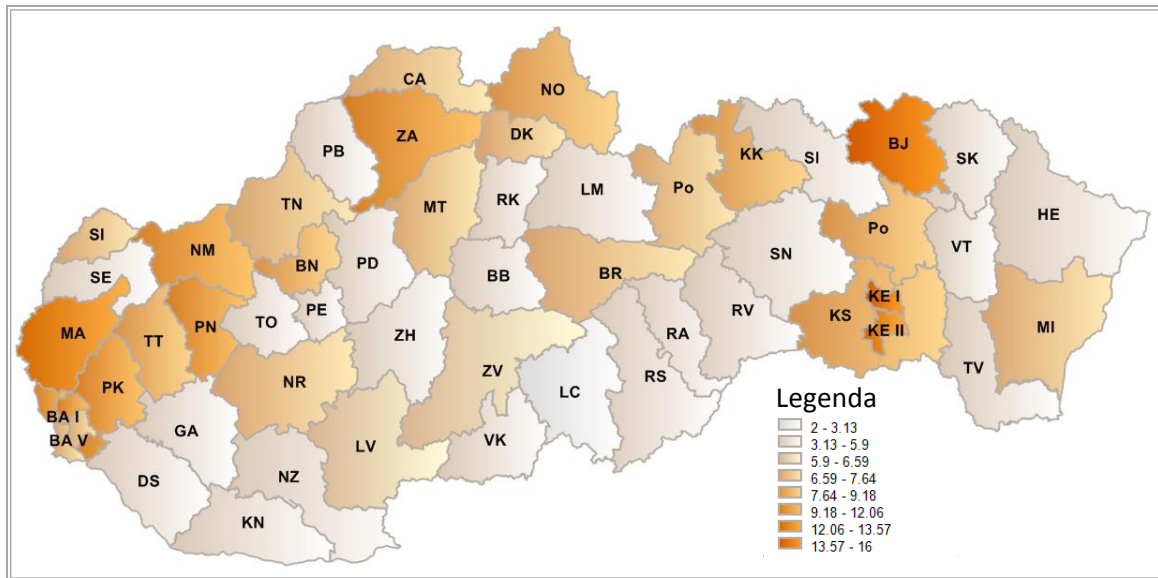 CA
NO
ZA
DK
PB
BJ
SK
KK
SI
Po
LM
RK
MT
TN
HE
SI
NM
Po
VT
SN
BN
PD
BB
BR
SE
KE I
PE
RV
MA
PN
TO
KS
KE II
MI
TT
ZH
RA
TV
ZV
RS
PK
NR
LC
BA I
GA
BA V
VK
LV
DS
NZ
KN
Legenda
2 - 3.13
3.13 - 5.9
5.9 - 6.59
6.59 - 7.64
7.64 - 9.18
9.18 - 12.06
12.06 - 13.57
13.57 - 16